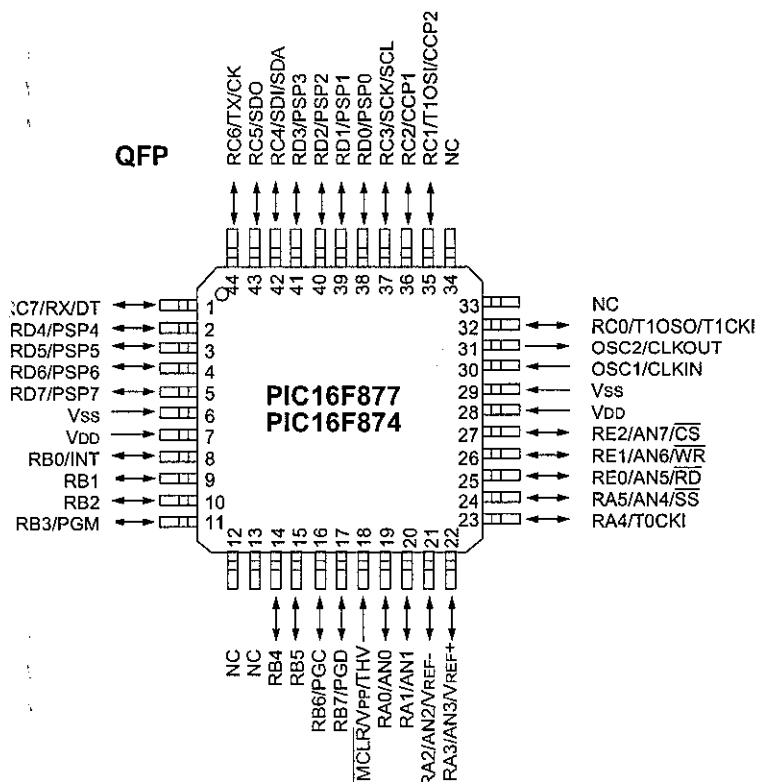 QFP
RC6/TX/CK
RC5/SDO
RC4/SDI/SDA
RD3/PSP3
RD2/PSP2
RD1/PSP1
RD0/PSP0
RC3/SCK/SCL
RC2/CCP1
RC1/T1OSI/CCP2
NC
44
43
42
41
40
39
38
37
36
35
34
C7/RX/DT
RD4/PSP4
RD5/PSP5
RD6/PSP6
RD7/PSP7
VSS
VDD
RB0/INT
RB1
RB2
RB3/PGM
1
2
3
4
5
6
7
8
9
10
11
PIC16F877
PIC16F874
33
32
31
30
29
28
27
26
25
24
23
NC
RC0/T1OSO/T1CKI
OSC2/CLKOUT
OSC1/CLKIN
VSS
VDD
RE2/AN7/CS
RE1/AN6/WR
RE0/AN5/RD
RA5/AN4/SS
RA4/T0CKI
12
13
14
15
16
17
18
19
20
21
22
NC
NC
RB4
RB5
RB6/PGC
RB7/PGD
MCLR/VPP/THV
RA0/AN0
RA1/AN1
RA2/AN2/VREF-
RA3/AN3/VREF+